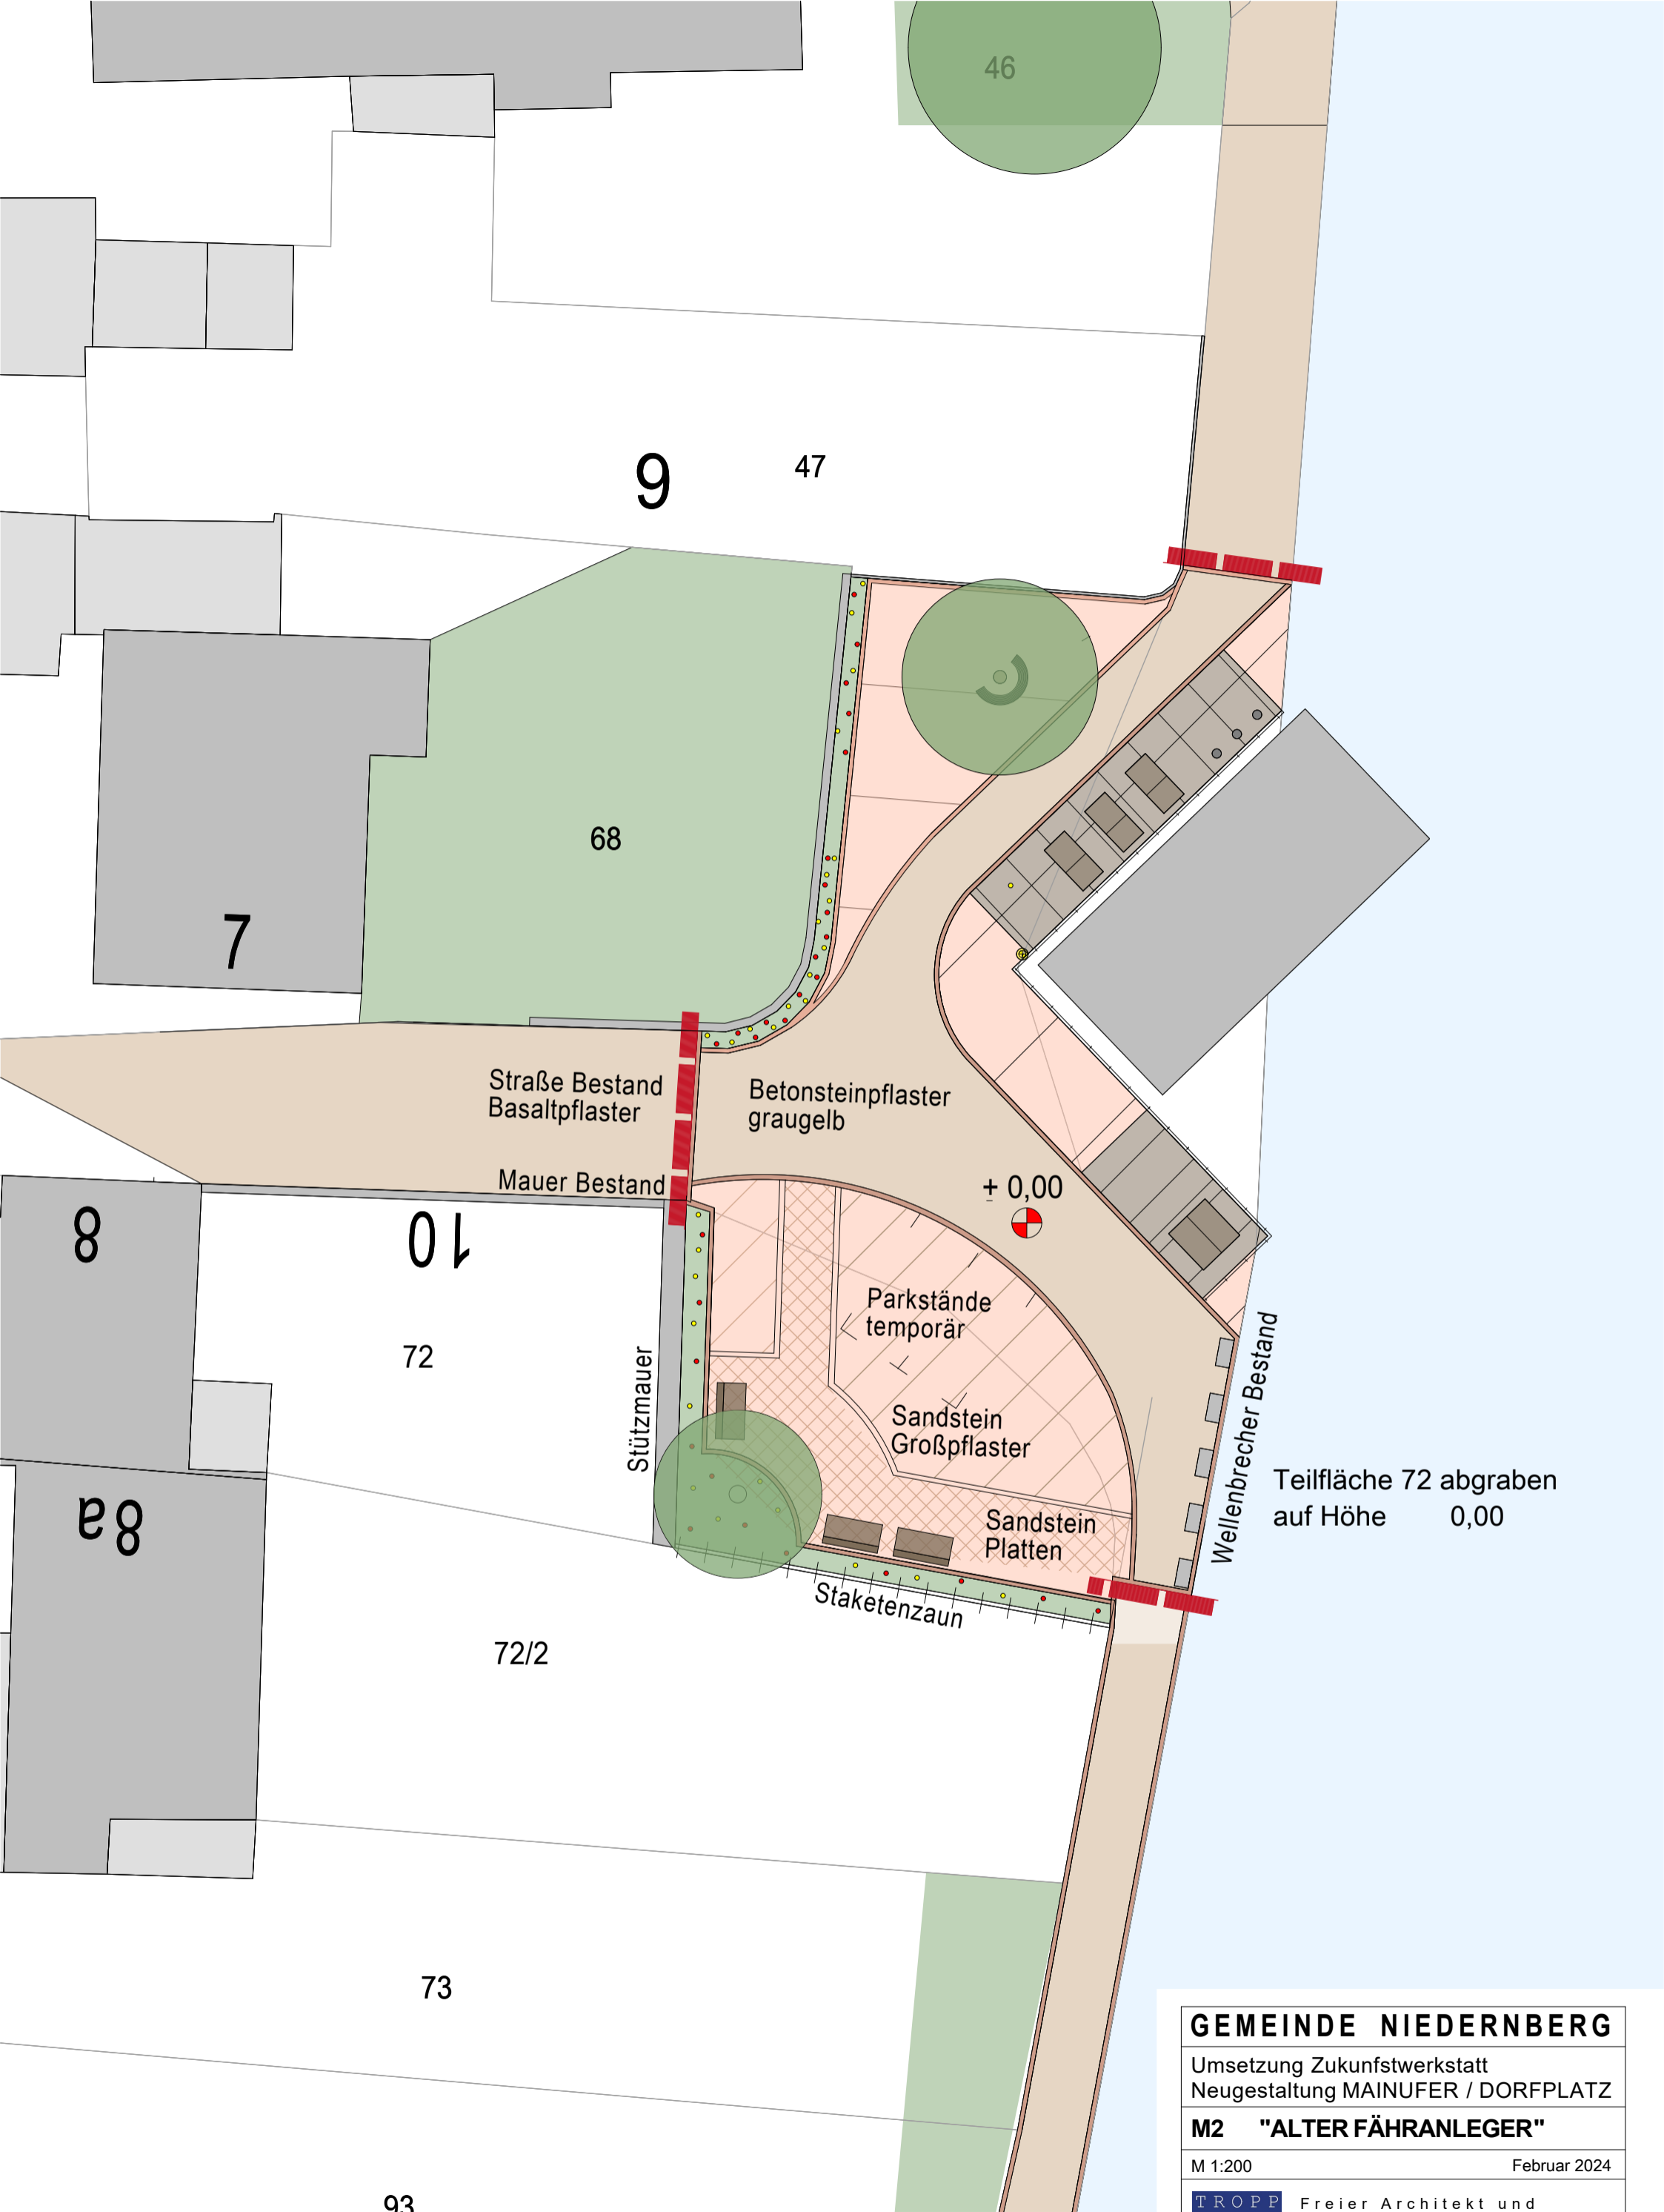 46
9
47
68
7
Straße Bestand
Basaltpflaster
Betonsteinpflaster
graugelb
Mauer Bestand
± 0,00
8
10
Parkstände
temporär
72
Stützmauer
Sandstein
Großpflaster
Wellenbrecher Bestand
Teilfläche 72 abgraben
auf Höhe 0,00
8a
Sandstein
Platten
Staketenzaun
72/2
73
93
GEMEINDE NIEDERNBERG
Umsetzung Zukunfstwerkstatt
Neugestaltung MAINUFER / DORFPLATZ
M2 "ALTER FÄHRANLEGER"
M 1:200 Februar 2024
TROPP Freier Architekt und